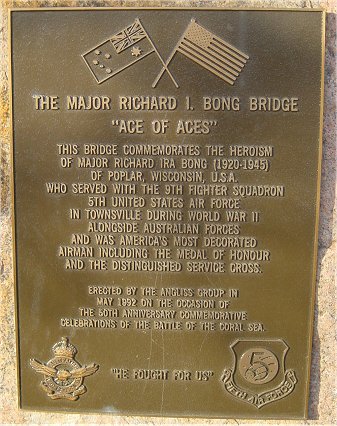 THE MAJOR RICHARD I. BONG BRIDGE
"ACE OF ACES"
THIS BRIDGE COMMEMORATES THE HEROISM
OF MAJOR RICHARD IRA BONG (1920-1945)
OF POPLAR, WISCONSIN, U.S.A.
WHO SERVED WITH THE 9TH FIGHTER SQUADRON
5TH UNITED STATES AIR FORCE
IN TOWNSVILLE DURING WORLD WAR II
ALONGSIDE AUSTRALIAN FORCES
AND WAS AMERICA'S MOST DECORATED
AIRMAN INCLUDING THE MEDAL OF HONOUR
AND THE DISTINGUISHED SERVICE CROSS.
ERECTED BY THE ANGLISS GROUP IN
MAY 1992 ON THE OCCASION OF
THE 50TH ANNIVERSARY COMMEMORATIVE
CELEBRATIONS OF THE BATTLE OF THE CORAL SEA.
"HE FOUGHT FOR US"
5
FIFTH AIR FORCE